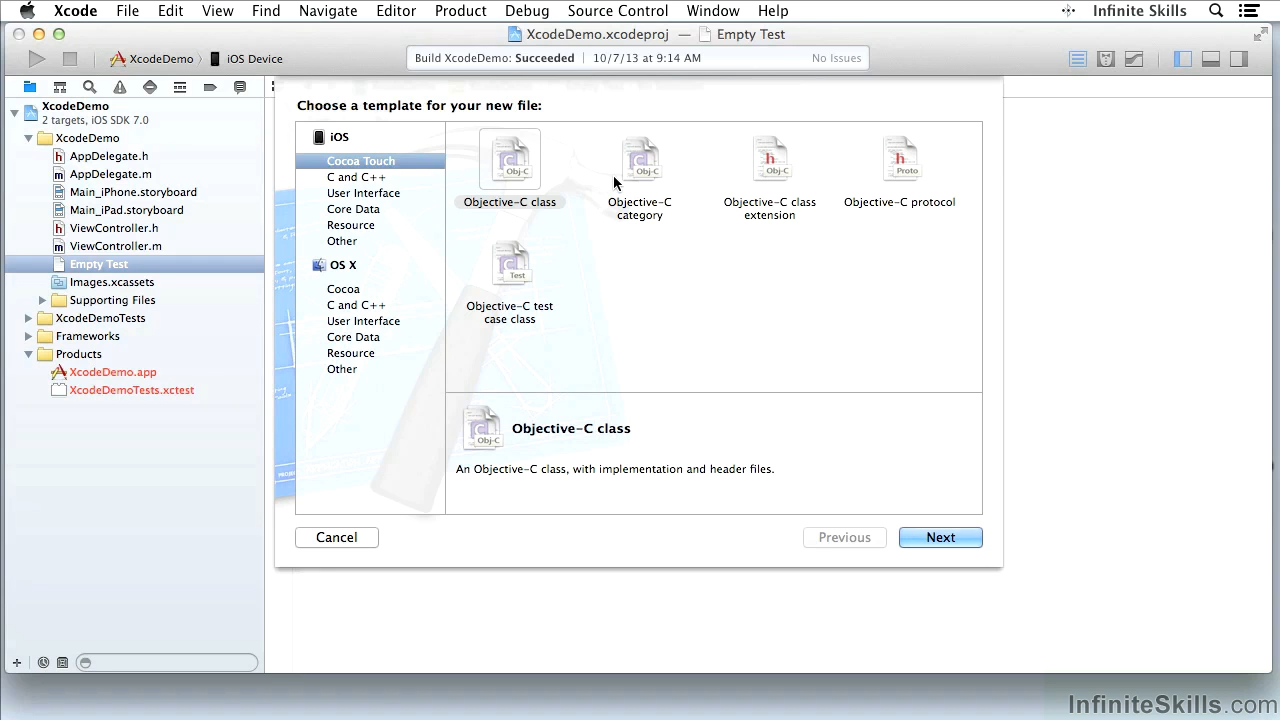 Xcode File Edit View Find Navigate Editor Product Debug Source Control Window Help Infinite Skills
XcodeDemo.xcodeproj — Empty Test
XcodeDemo iOS Device
Build XcodeDemo: Succeeded 10/7/13 at 9:14 AM No Issues
XcodeDemo
2 targets, iOS SDK 7.0
XcodeDemo
h AppDelegate.h
m AppDelegate.m
Main_iPhone.storyboard
Main_iPad.storyboard
h ViewController.h
m ViewController.m
Empty Test
Images.xcassets
Supporting Files
XcodeDemoTests
Frameworks
Products
XcodeDemo.app
XcodeDemoTests.xctest
Choose a template for your new file:
iOS
Cocoa Touch
C and C++
User Interface
Core Data
Resource
Other
OS X
Cocoa
C and C++
User Interface
Core Data
Resource
Other
C
Obj-C
Objective-C class
C
Obj-C
Objective-C
category
h
Obj-C
Objective-C class
extension
h
Proto
Objective-C protocol
C
Test
Objective-C test
case class
C
Obj-C
Objective-C class
An Objective-C class, with implementation and header files.
Cancel
Previous
Next
InfiniteSkills.com